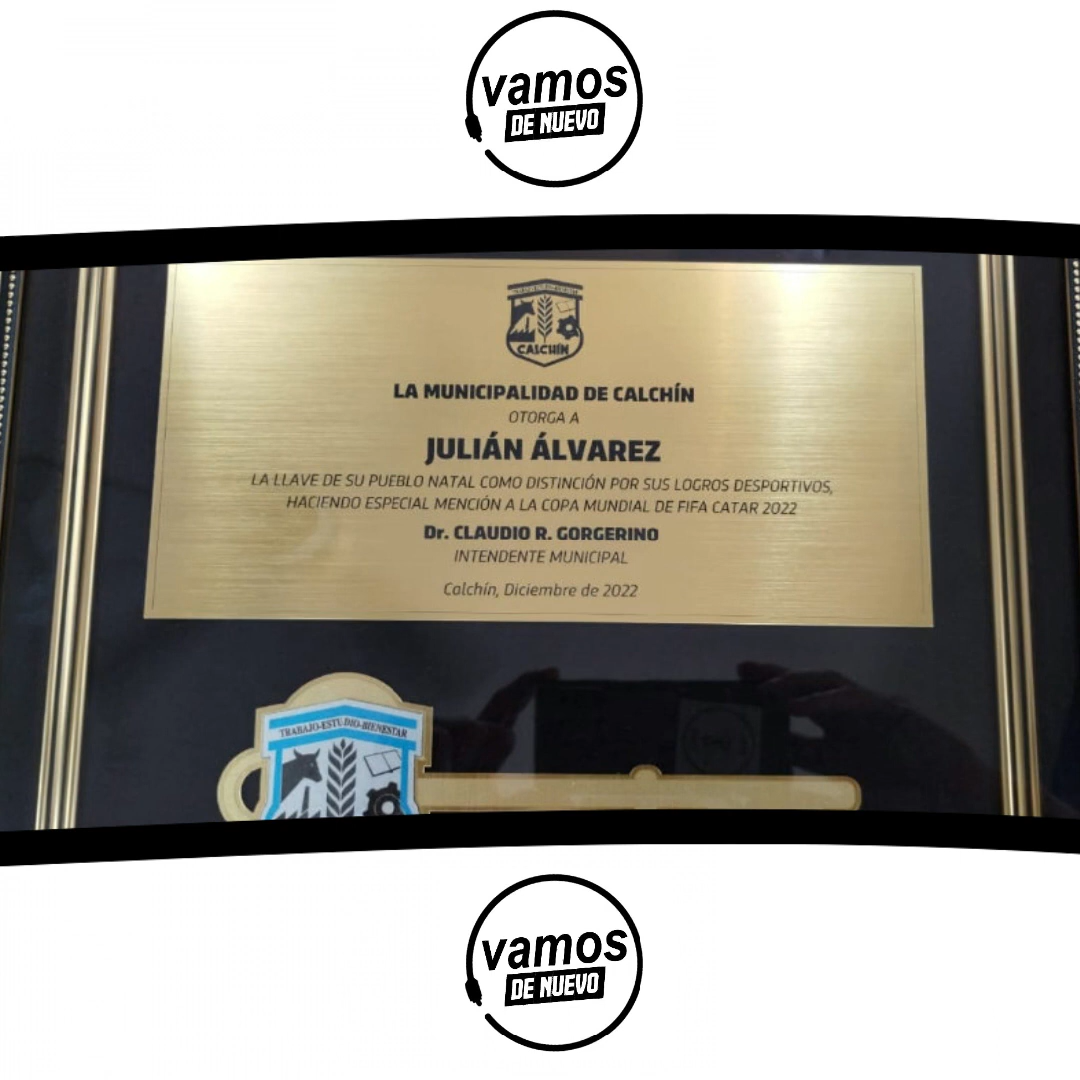 vamos
DE NUEVO
CALCHÍN
LA MUNICIPALIDAD DE CALCHÍN
OTORGA A
JULIÁN ÁLVAREZ
LA LLAVE DE SU PUEBLO NATAL COMO DISTINCIÓN POR SUS LOGROS DESPORTIVOS,
HACIENDO ESPECIAL MENCIÓN A LA COPA MUNDIAL DE FIFA CATAR 2022
Dr. CLAUDIO R. GORGERINO
INTENDENTE MUNICIPAL
Calchín, Diciembre de 2022
TRABAJO-ESTUDIO-BIENESTAR
vamos
DE NUEVO